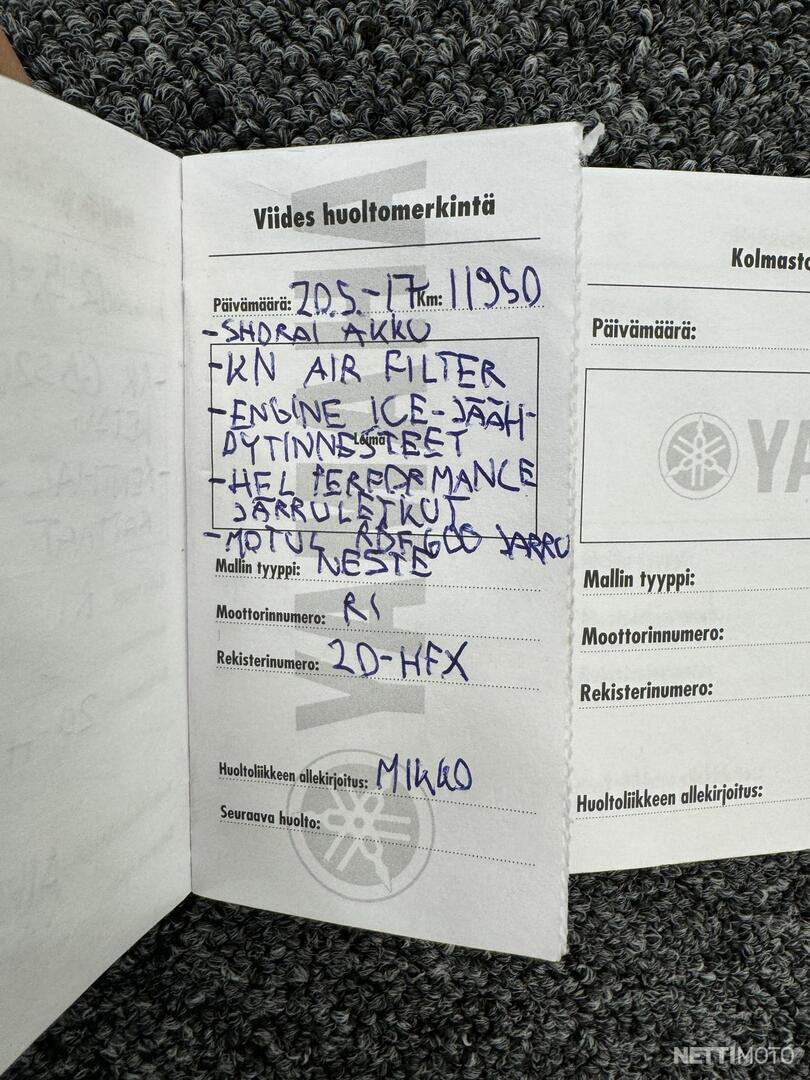 Viides huoltomerkintä
Päivämäärä: 20.5.-17 Km: 11950
-SHORAI AKKU
-KN AIR FILTER
-ENGINE ICE-JÄÄH-
DYTINNESTEET
Leima
-HEL PERFORMANCE
JARRULETKUT
-MOTUL RBF600 JARRU
NESTE
Mallin tyyppi:
Moottorinnumero: R1
Rekisterinumero: 2D-HFX
Huoltoliikkeen allekirjoitus: MIKKO
Seuraava huolto:
YAMAHA
Kolmasto
Päivämäärä:
YA
Mallin tyyppi:
Moottorinnumero:
Rekisterinumero:
Huoltoliikkeen allekirjoitus:
NETTIMOTO